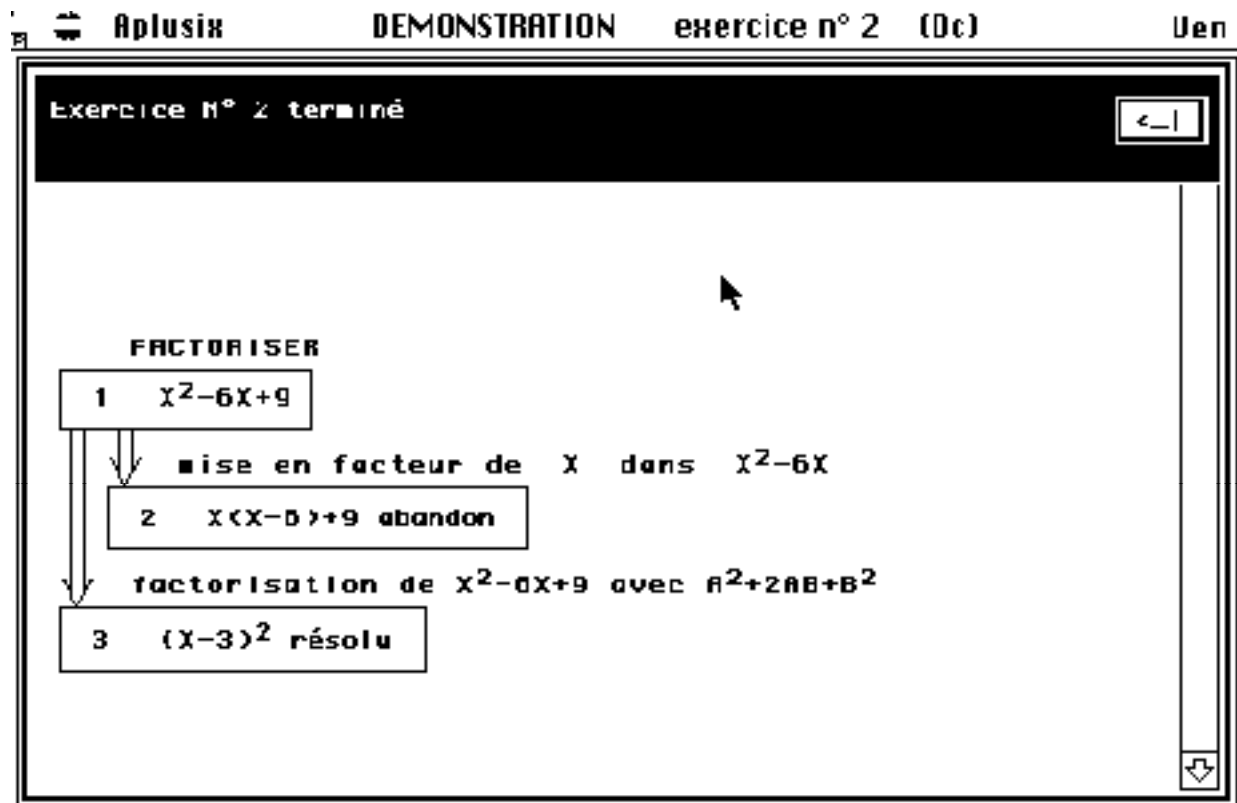 Aplusix DEMONSTRATION exercice n° 2 (Dc) Ven
Exercice N° 2 terminé
FACTORISER
1 X²-6X+9
mise en facteur de X dans X²-6X
2 X(X-6)+9 abandon
factorisation de X²-6X+9 avec A²+2AB+B²
3 (X-3)² résolu